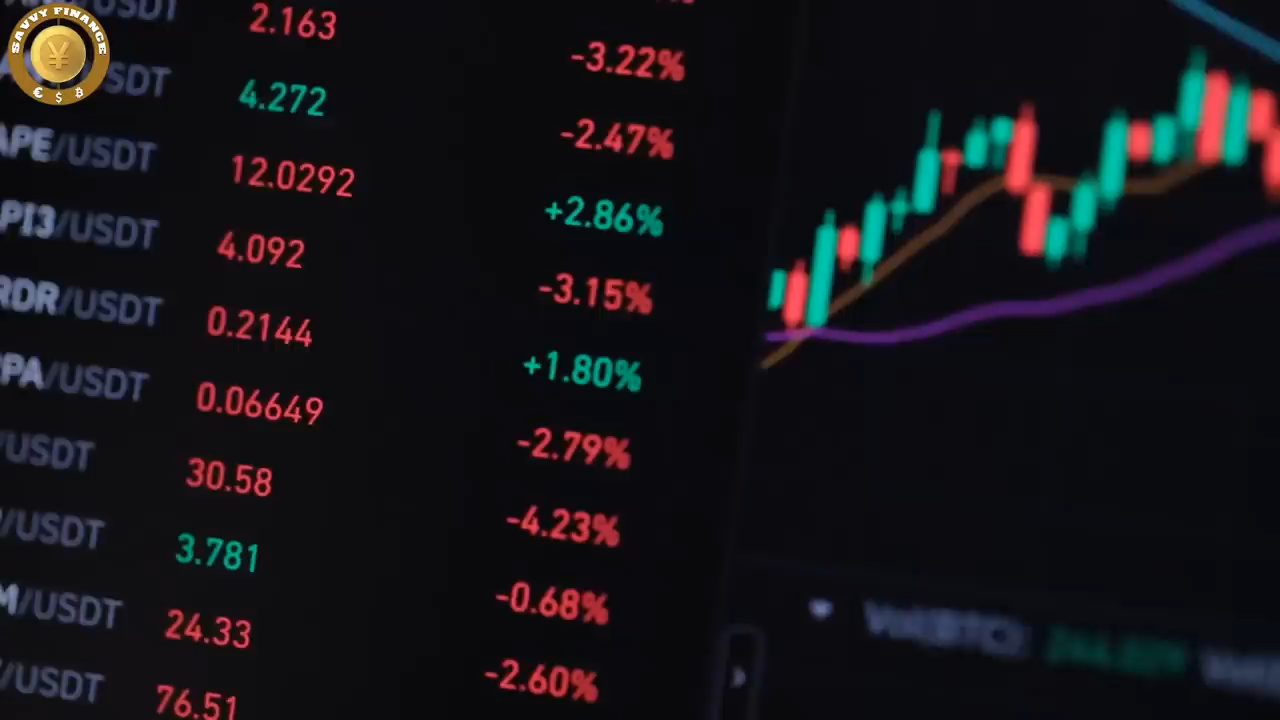 SAVVY FINANCE
¥
€ $ ₿
/USDT 2.163 -3.22%
/USDT 4.272 -2.47%
APE/USDT 12.0292 +2.86%
PI3/USDT 4.092 -3.15%
RDR/USDT 0.2144 +1.80%
PA/USDT 0.06649 -2.79%
/USDT 30.58 -4.23%
/USDT 3.781 -0.68%
M/USDT 24.33 -2.60%
/USDT 76.51